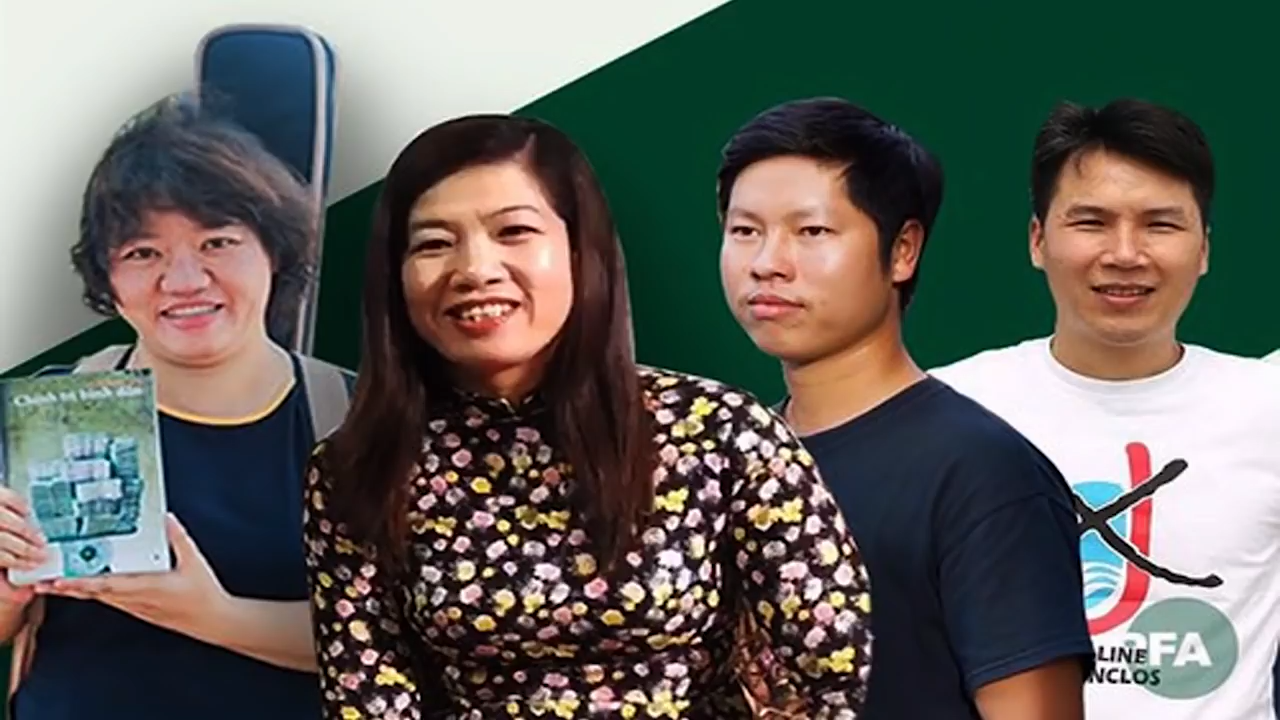 Chính trị bình dân
RFA
LINE
NCLOS